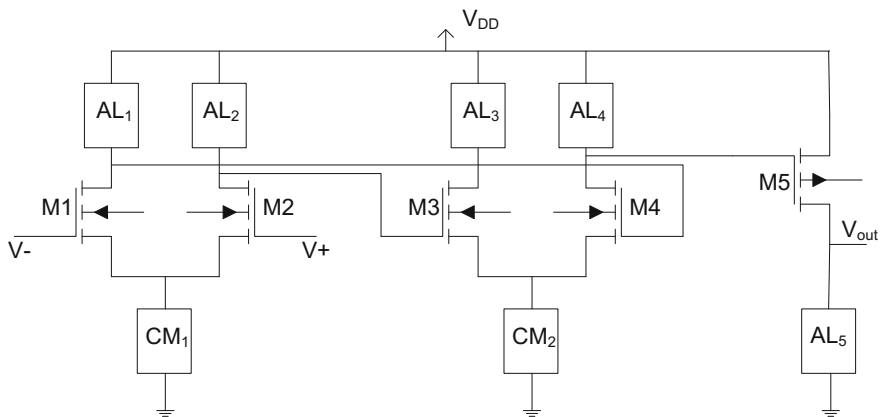 V_DD
AL_1
AL_2
AL_3
AL_4
M1
M2
M3
M4
M5
V-
V+
V_out
CM_1
CM_2
AL_5